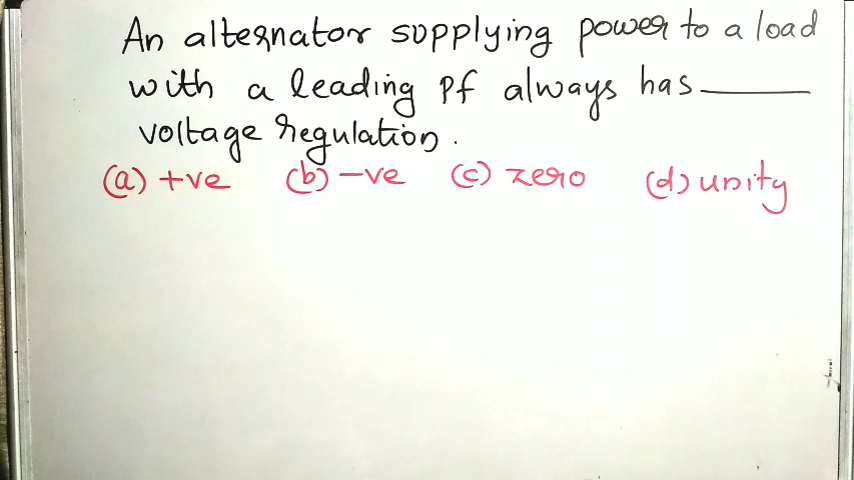 An alternator supplying power to a load
with a leading pf always has ______
voltage regulation.
(a) +ve (b) -ve (c) zero (d) unity